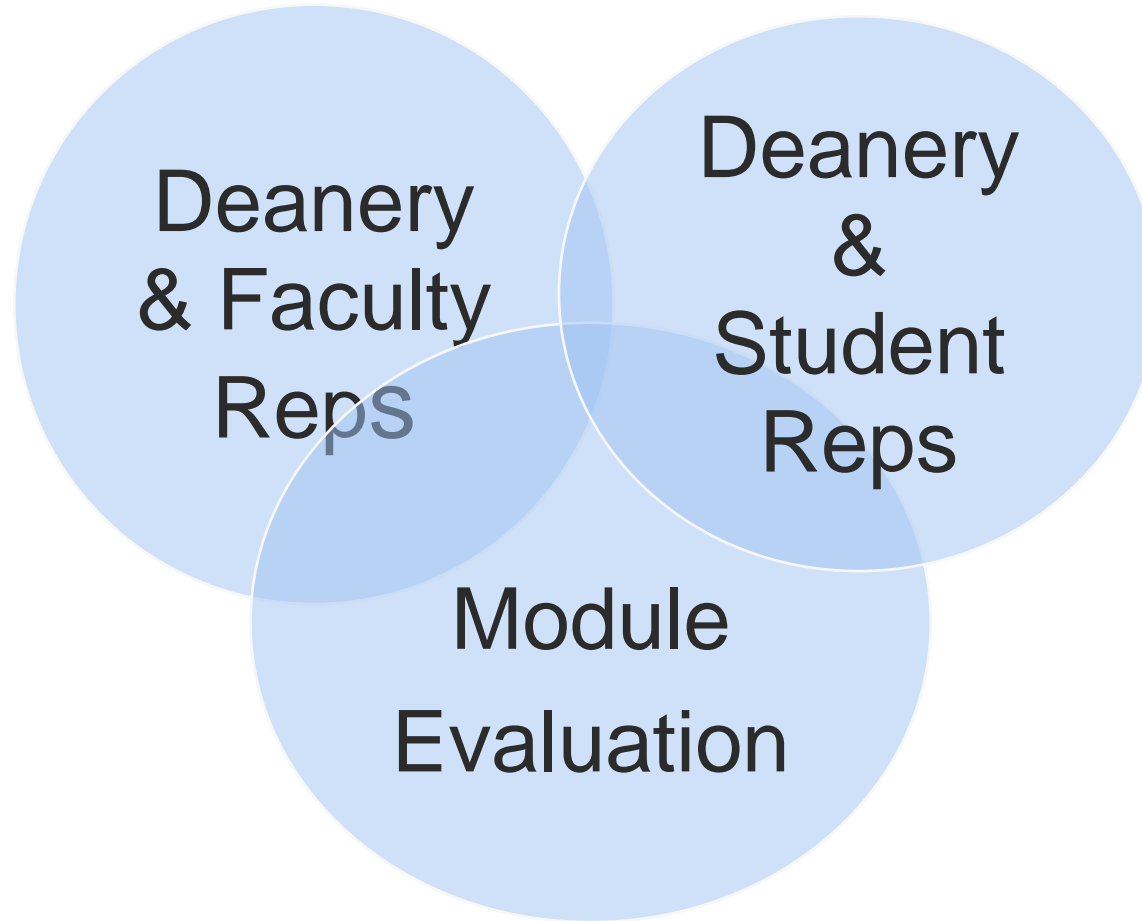 Deanery
& Faculty
Reps
Deanery
&
Student
Reps
Module
Evaluation